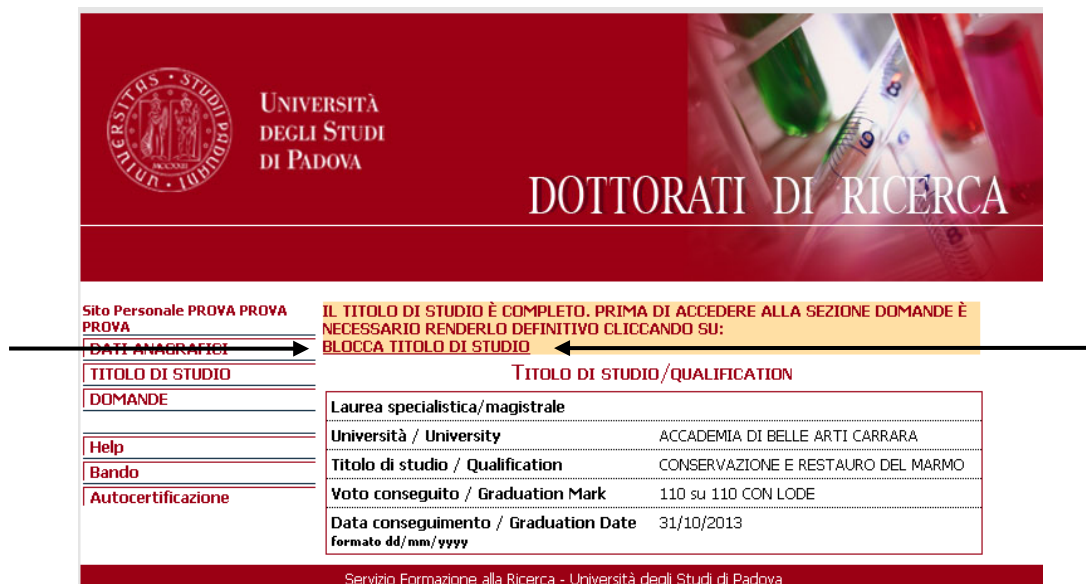 UNIVERSITÀ
DEGLI STUDI
DI PADOVA
DOTTORATI DI RICERCA
Sito Personale PROVA PROVA
PROVA
DATI ANAGRAFICI
TITOLO DI STUDIO
DOMANDE
Help
Bando
Autocertificazione
IL TITOLO DI STUDIO È COMPLETO. PRIMA DI ACCEDERE ALLA SEZIONE DOMANDE È
NECESSARIO RENDERLO DEFINITIVO CLICCANDO SU:
BLOCCA TITOLO DI STUDIO
TITOLO DI STUDIO/QUALIFICATION
Laurea specialistica/magistrale
Università / University ACCADEMIA DI BELLE ARTI CARRARA
Titolo di studio / Qualification CONSERVAZIONE E RESTAURO DEL MARMO
Voto conseguito / Graduation Mark 110 su 110 CON LODE
Data conseguimento / Graduation Date 31/10/2013
formato dd/mm/yyyy
Servizio Formazione alla Ricerca - Università degli Studi di Padova